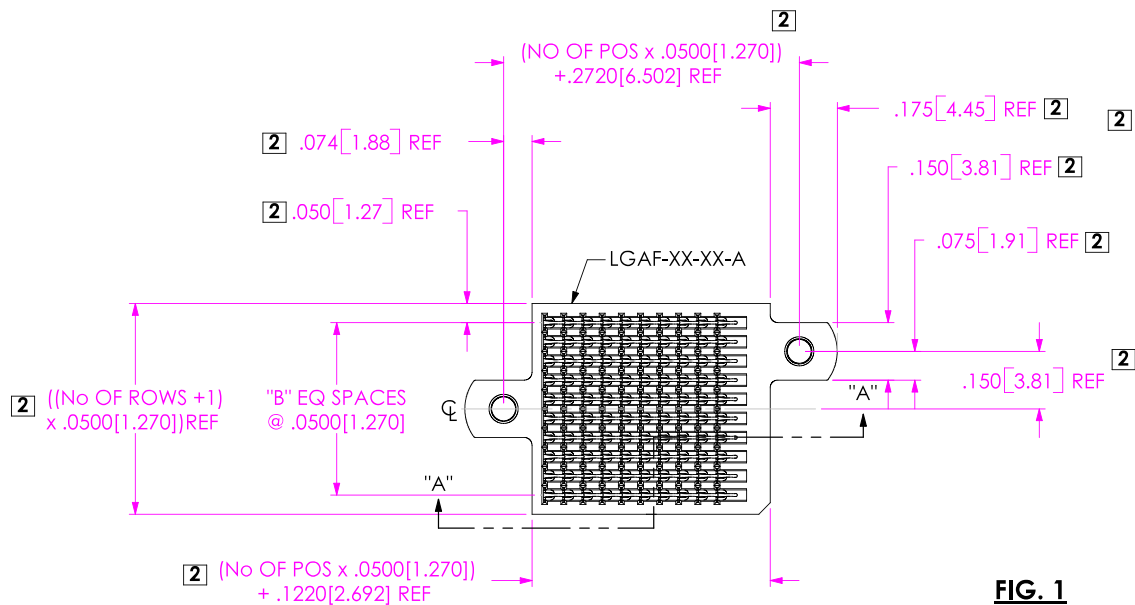 2
(NO OF POS x .0500[1.270])
+.2720[6.502] REF
.175[4.45] REF 2
2
2 .074[1.88] REF
.150[3.81] REF 2
2 .050[1.27] REF
.075[1.91] REF 2
LGAF-XX-XX-A
2
.150[3.81] REF
"A"
2 ((No OF ROWS +1)
x .0500[1.270])REF
"B" EQ SPACES
@ .0500[1.270]
℄
"A"
2 (No OF POS x .0500[1.270])
+ .1220[2.692] REF
FIG. 1